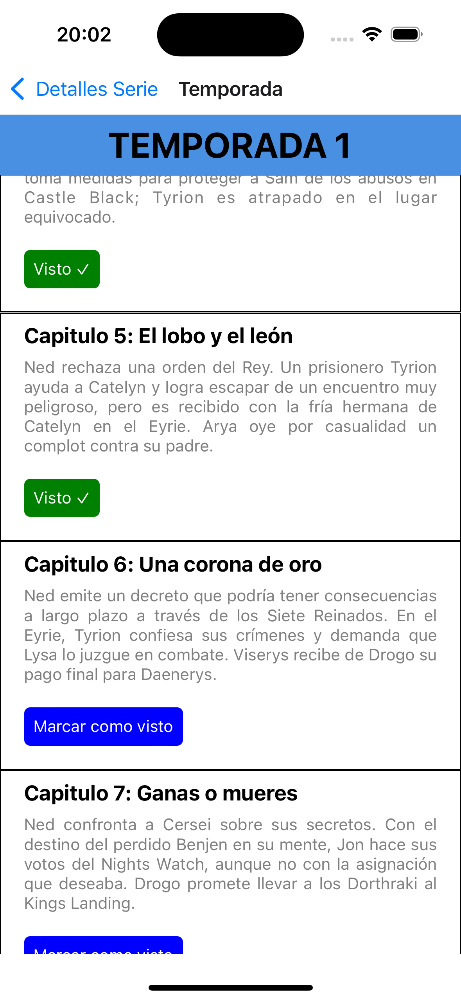 20:02
Detalles Serie Temporada
TEMPORADA 1
toma medidas para proteger a Sam de los abusos en
Castle Black; Tyrion es atrapado en el lugar
equivocado.
Visto ✓
Capitulo 5: El lobo y el león
Ned rechaza una orden del Rey. Un prisionero Tyrion
ayuda a Catelyn y logra escapar de un encuentro muy
peligroso, pero es recibido con la fría hermana de
Catelyn en el Eyrie. Arya oye por casualidad un
complot contra su padre.
Visto ✓
Capitulo 6: Una corona de oro
Ned emite un decreto que podría tener consecuencias
a largo plazo a través de los Siete Reinados. En el
Eyrie, Tyrion confiesa sus crímenes y demanda que
Lysa lo juzgue en combate. Viserys recibe de Drogo su
pago final para Daenerys.
Marcar como visto
Capitulo 7: Ganas o mueres
Ned confronta a Cersei sobre sus secretos. Con el
destino del perdido Benjen en su mente, Jon hace sus
votos del Nights Watch, aunque no con la asignación
que deseaba. Drogo promete llevar a los Dorthraki al
Kings Landing.
Marcar como visto